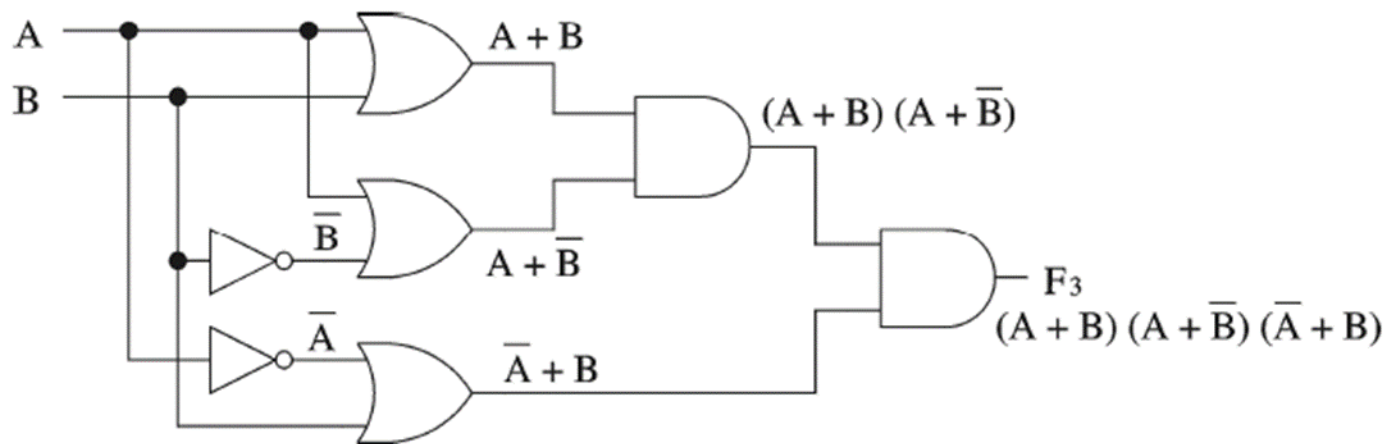 A
A + B
B
(A + B) (A + B̅)
B̅
A + B̅
F₃
(A + B) (A + B̅) (A̅ + B)
A̅
A̅ + B